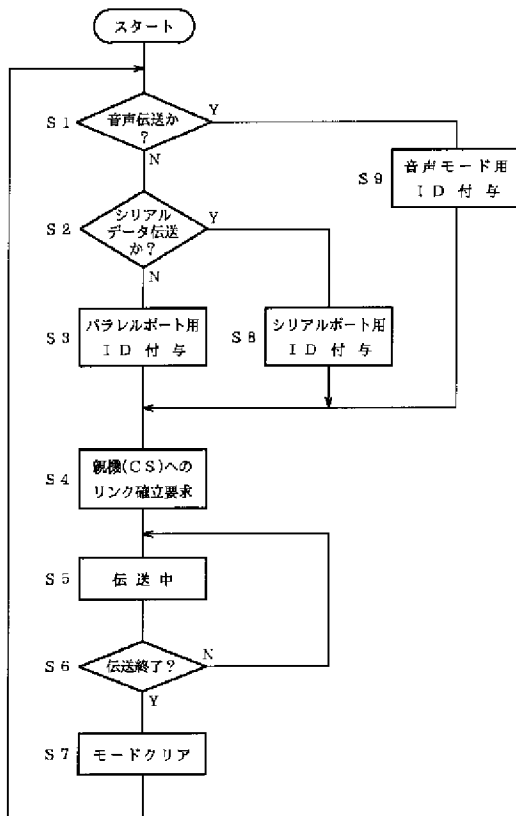 スタート
S1
音声伝送か
?
Y
N
S9
音声モード用
ID付与
S2
シリアル
データ伝送
か?
Y
N
S3
パラレルポート用
ID付与
S8
シリアルポート用
ID付与
S4
親機(CS)への
リンク確立要求
S5
伝送中
S6
伝送終了?
N
Y
S7
モードクリア